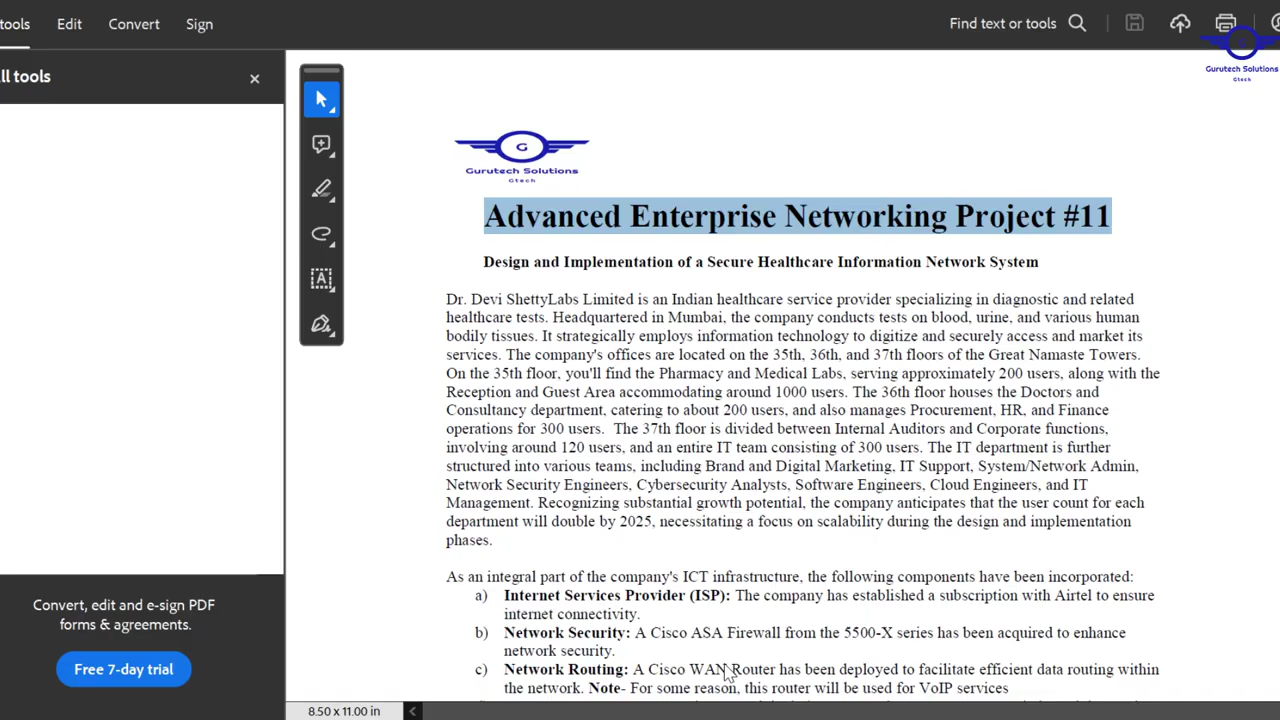 tools Edit Convert Sign Find text or tools
ll tools
Gurutech Solutions
Gtech
G
Gurutech Solutions
Gtech
Advanced Enterprise Networking Project #11
Design and Implementation of a Secure Healthcare Information Network System
Dr. Devi ShettyLabs Limited is an Indian healthcare service provider specializing in diagnostic and related
healthcare tests. Headquartered in Mumbai, the company conducts tests on blood, urine, and various human
bodily tissues. It strategically employs information technology to digitize and securely access and market its
services. The company's offices are located on the 35th, 36th, and 37th floors of the Great Namaste Towers.
On the 35th floor, you'll find the Pharmacy and Medical Labs, serving approximately 200 users, along with the
Reception and Guest Area accommodating around 1000 users. The 36th floor houses the Doctors and
Consultancy department, catering to about 200 users, and also manages Procurement, HR, and Finance
operations for 300 users. The 37th floor is divided between Internal Auditors and Corporate functions,
involving around 120 users, and an entire IT team consisting of 300 users. The IT department is further
structured into various teams, including Brand and Digital Marketing, IT Support, System/Network Admin,
Network Security Engineers, Cybersecurity Analysts, Software Engineers, Cloud Engineers, and IT
Management. Recognizing substantial growth potential, the company anticipates that the user count for each
department will double by 2025, necessitating a focus on scalability during the design and implementation
phases.
As an integral part of the company's ICT infrastructure, the following components have been incorporated:
a) Internet Services Provider (ISP): The company has established a subscription with Airtel to ensure
internet connectivity.
b) Network Security: A Cisco ASA Firewall from the 5500-X series has been acquired to enhance
network security.
c) Network Routing: A Cisco WAN Router has been deployed to facilitate efficient data routing within
the network. Note- For some reason, this router will be used for VoIP services
Convert, edit and e-sign PDF
forms & agreements.
Free 7-day trial
8.50 x 11.00 in